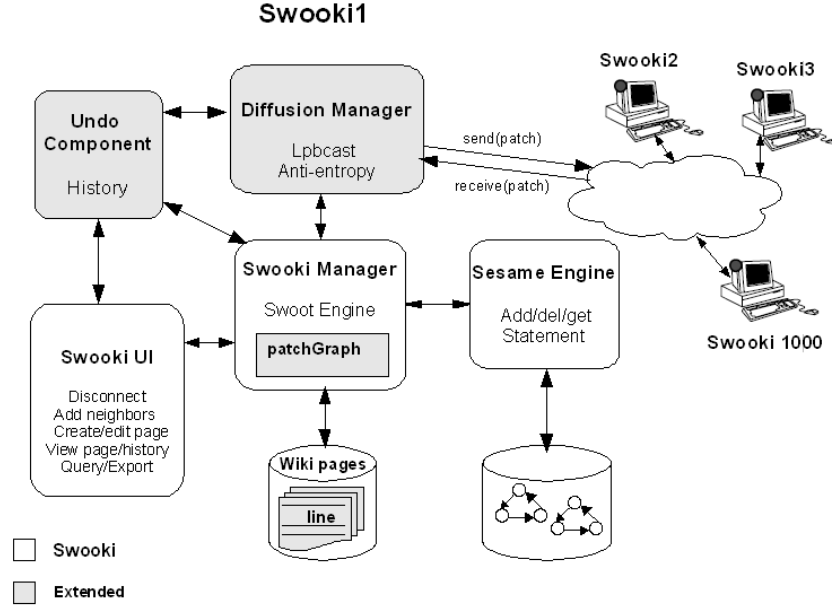 Swooki1
Swooki2
Swooki3
Undo
Component
History
Diffusion Manager
Lpbcast
Anti-entropy
send(patch)
receive(patch)
Swooki Manager
Swoot Engine
patchGraph
Sesame Engine
Add/del/get
Statement
Swooki 1000
Swooki UI
Disconnect
Add neighbors
Create/edit page
View page/history
Query/Export
Wiki pages
line
Swooki
Extended